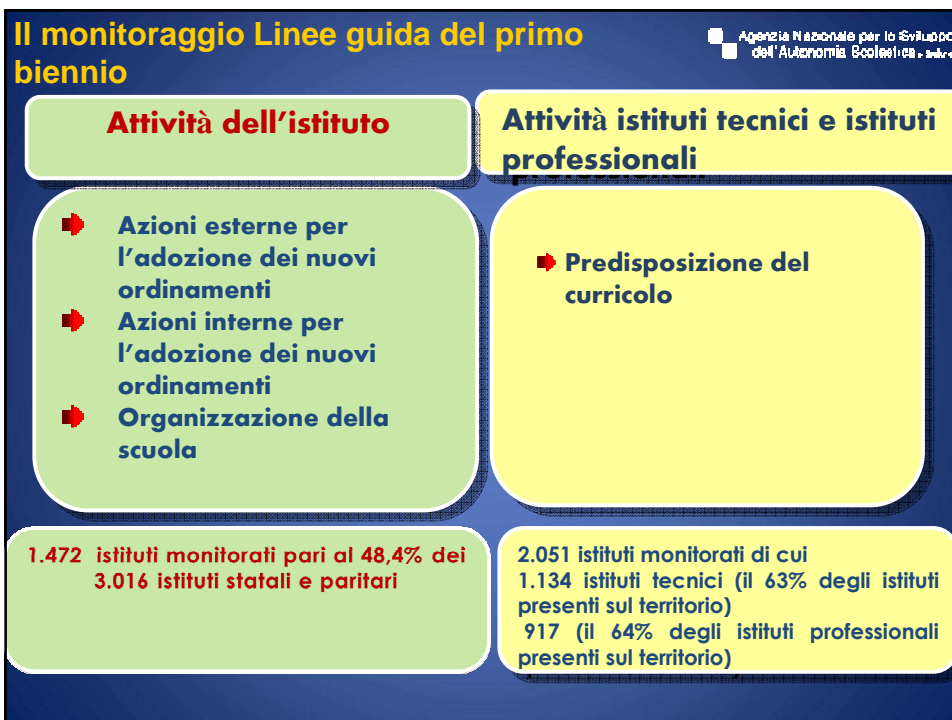 Il monitoraggio Linee guida del primo
biennio
Agenzia Nazionale per lo Sviluppo
dell'Autonomia Scolastica
Attività dell'istituto
Attività istituti tecnici e istituti
professionali
Azioni esterne per
l'adozione dei nuovi
ordinamenti
Azioni interne per
l'adozione dei nuovi
ordinamenti
Organizzazione della
scuola
Predisposizione del
curricolo
1.472 istituti monitorati pari al 48,4% dei
3.016 istituti statali e paritari
2.051 istituti monitorati di cui
1.134 istituti tecnici (il 63% degli istituti
presenti sul territorio)
917 (il 64% degli istituti professionali
presenti sul territorio)